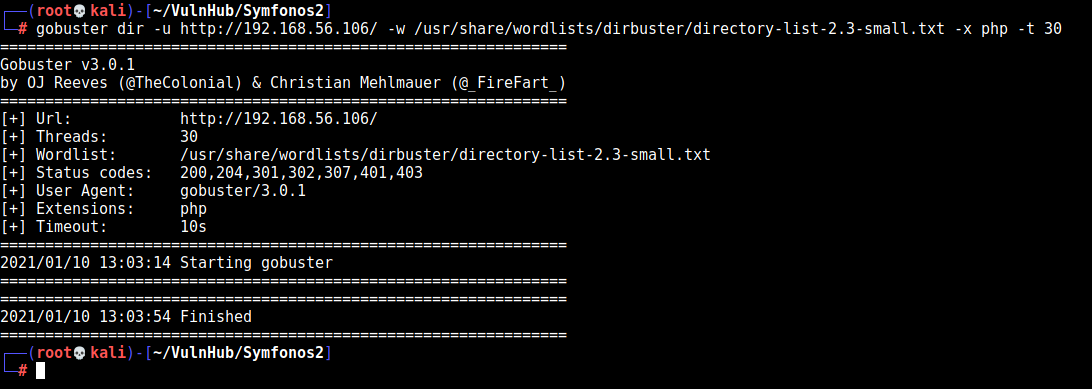 ┌──(root💀kali)-[~/VulnHub/Symfonos2]
└─# gobuster dir -u http://192.168.56.106/ -w /usr/share/wordlists/dirbuster/directory-list-2.3-small.txt -x php -t 30
===============================================================
Gobuster v3.0.1
by OJ Reeves (@TheColonial) & Christian Mehlmauer (@_FireFart_)
===============================================================
[+] Url:            http://192.168.56.106/
[+] Threads:        30
[+] Wordlist:       /usr/share/wordlists/dirbuster/directory-list-2.3-small.txt
[+] Status codes:   200,204,301,302,307,401,403
[+] User Agent:     gobuster/3.0.1
[+] Extensions:     php
[+] Timeout:        10s
===============================================================
2021/01/10 13:03:14 Starting gobuster
===============================================================
===============================================================
2021/01/10 13:03:54 Finished
===============================================================
┌──(root💀kali)-[~/VulnHub/Symfonos2]
└─#